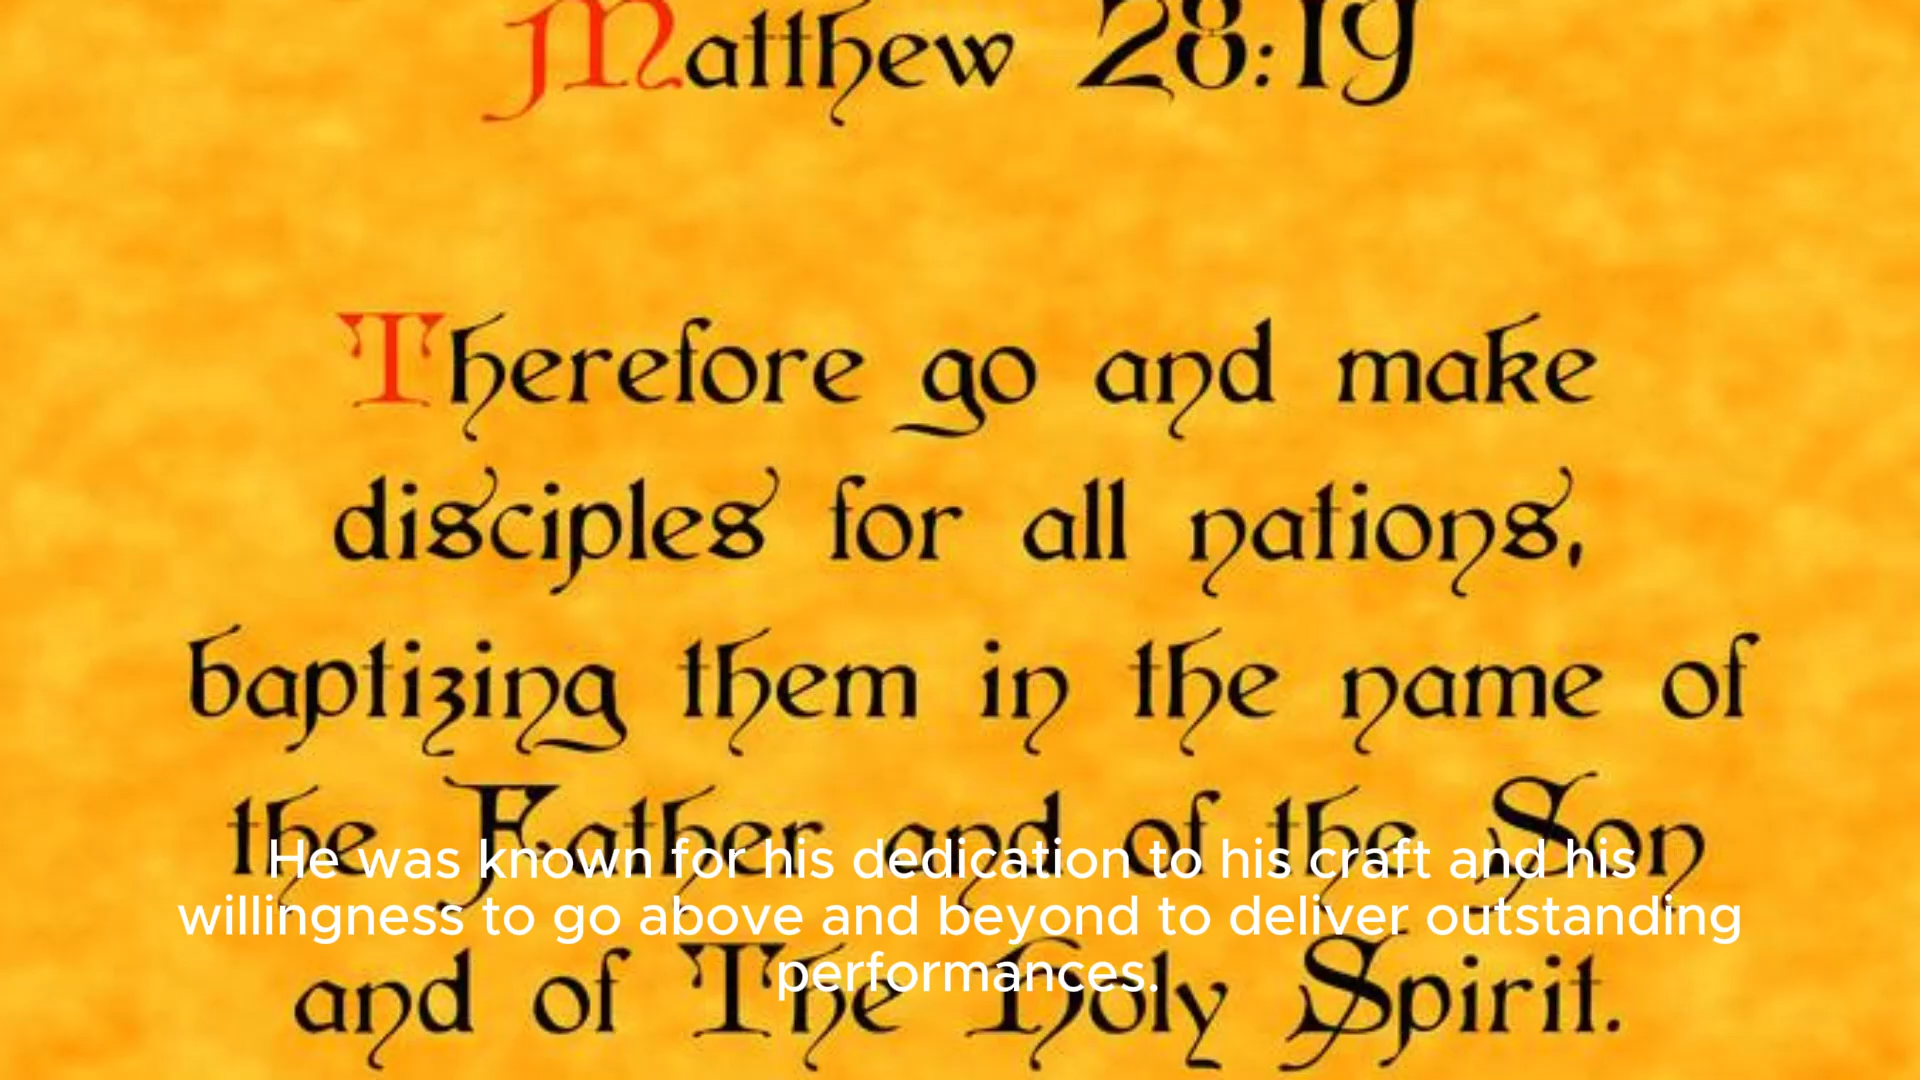 Matthew 28:19
Therefore go and make
disciples for all nations,
baptizing them in the name of
the Father and of the Son
and of The Holy Spirit.
He was known for his dedication to his craft and his
willingness to go above and beyond to deliver outstanding
performances.